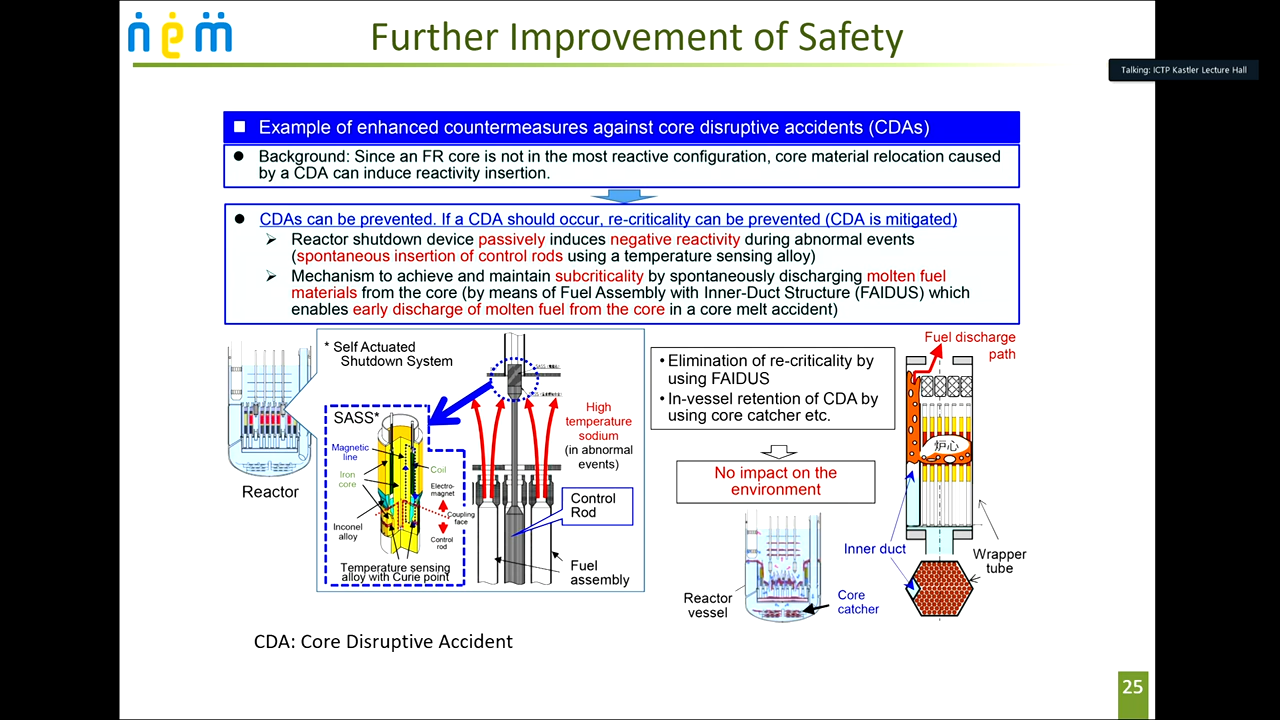 nem
Further Improvement of Safety
Talking: ICTP Kastler Lecture Hall
Example of enhanced countermeasures against core disruptive accidents (CDAs)
Background: Since an FR core is not in the most reactive configuration, core material relocation caused
by a CDA can induce reactivity insertion.
CDAs can be prevented. If a CDA should occur, re-criticality can be prevented (CDA is mitigated)
Reactor shutdown device passively induces negative reactivity during abnormal events
(spontaneous insertion of control rods using a temperature sensing alloy)
Mechanism to achieve and maintain subcriticality by spontaneously discharging molten fuel
materials from the core (by means of Fuel Assembly with Inner-Duct Structure (FAIDUS) which
enables early discharge of molten fuel from the core in a core melt accident)
* Self Actuated
Shutdown System
SASS*
Magnetic
line
Iron
core
Coil
Electro-
magnet
Coupling
face
Control
rod
Inconel
alloy
Temperature sensing
alloy with Curie point
Reactor
High
temperature
sodium
(in abnormal
events)
Control
Rod
Fuel
assembly
• Elimination of re-criticality by
using FAIDUS
• In-vessel retention of CDA by
using core catcher etc.
No impact on the
environment
Reactor
vessel
Core
catcher
Fuel discharge
path
炉心
Inner duct
Wrapper
tube
CDA: Core Disruptive Accident
25